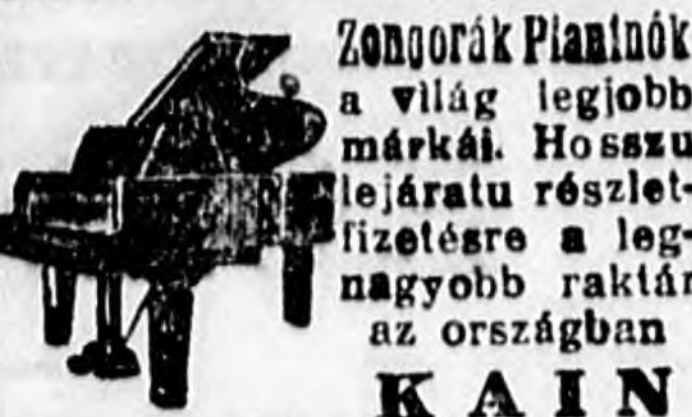 Zongorák Pianinók
a világ legjobb
márkái. Hosszu
lejáratu részlet-
fizetésre a leg-
nagyobb raktár
az országban
KAIN